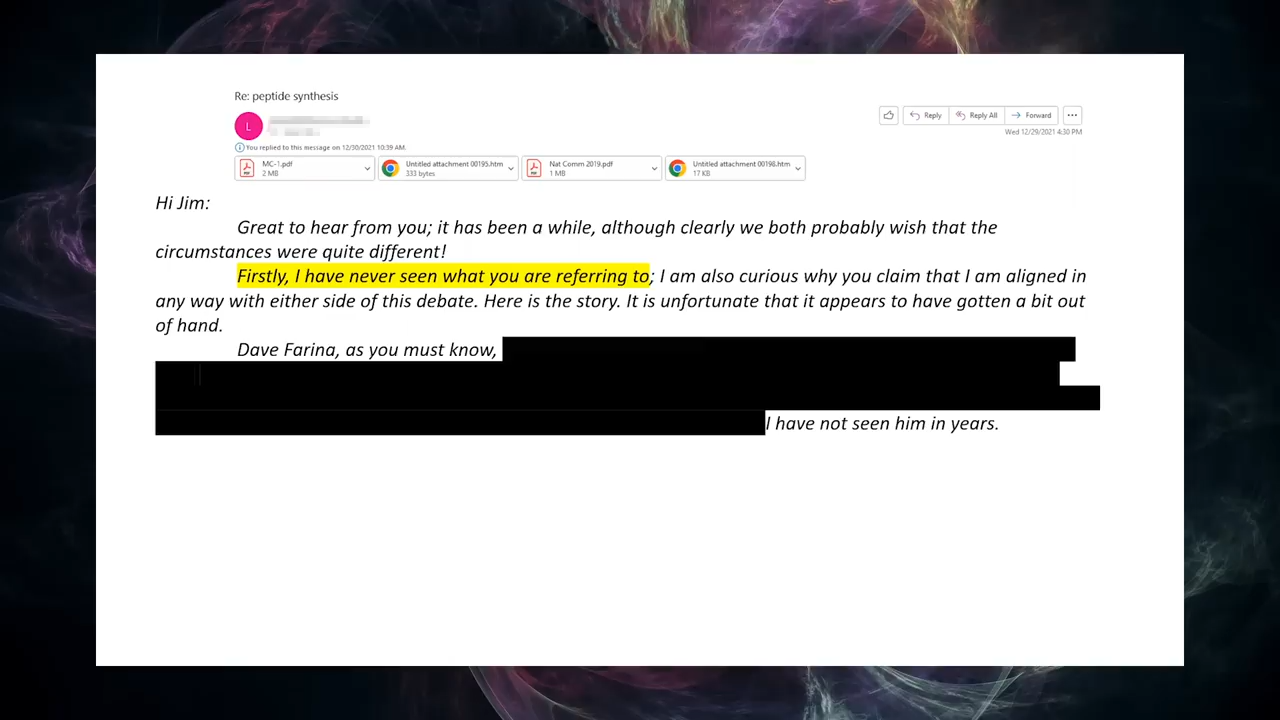 Re: peptide synthesis
L
Reply
Reply All
Forward
Wed 12/29/2021 4:30 PM
You replied to this message on 12/30/2021 10:39 AM.
MC-1.pdf
2 MB
Untitled attachment 00195.htm
333 bytes
Nat Comm 2019.pdf
1 MB
Untitled attachment 00198.htm
17 KB
Hi Jim:
Great to hear from you; it has been a while, although clearly we both probably wish that the
circumstances were quite different!
Firstly, I have never seen what you are referring to; I am also curious why you claim that I am aligned in
any way with either side of this debate. Here is the story. It is unfortunate that it appears to have gotten a bit out
of hand.
Dave Farina, as you must know,
I have not seen him in years.